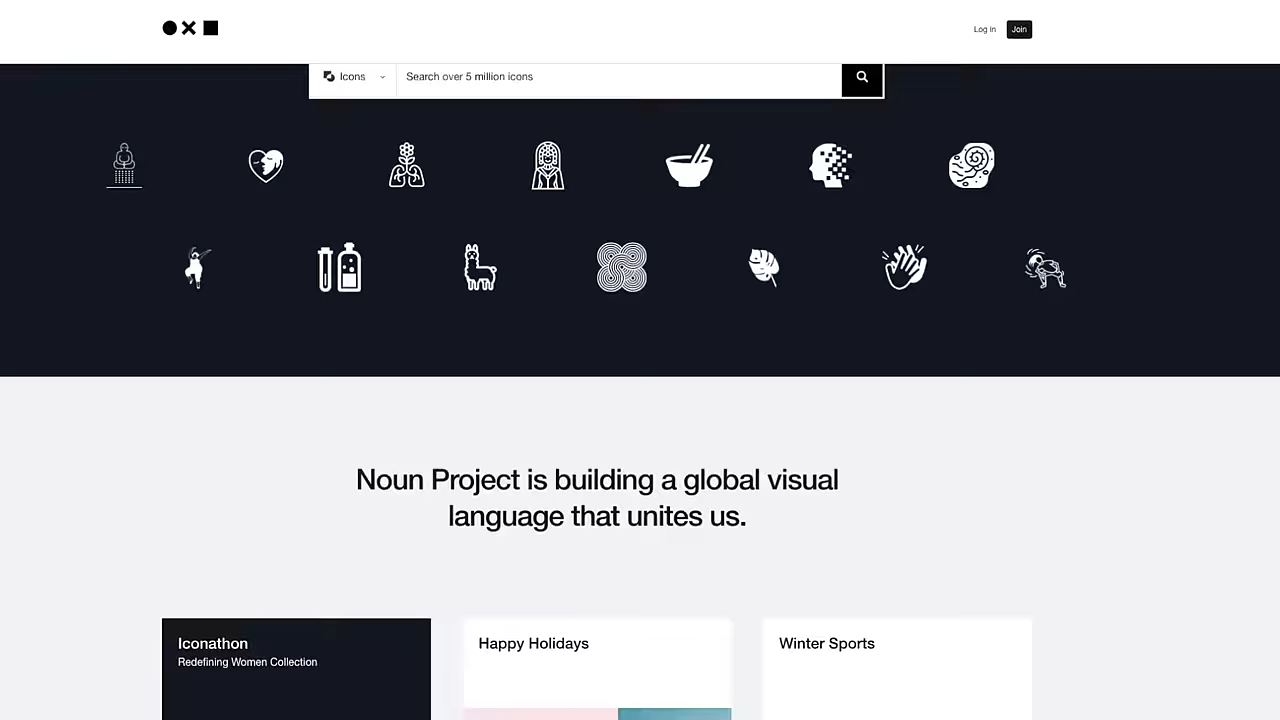 Log in
Join
Icons
Search over 5 million icons
Noun Project is building a global visual
language that unites us.
Iconathon
Redefining Women Collection
Happy Holidays
Winter Sports